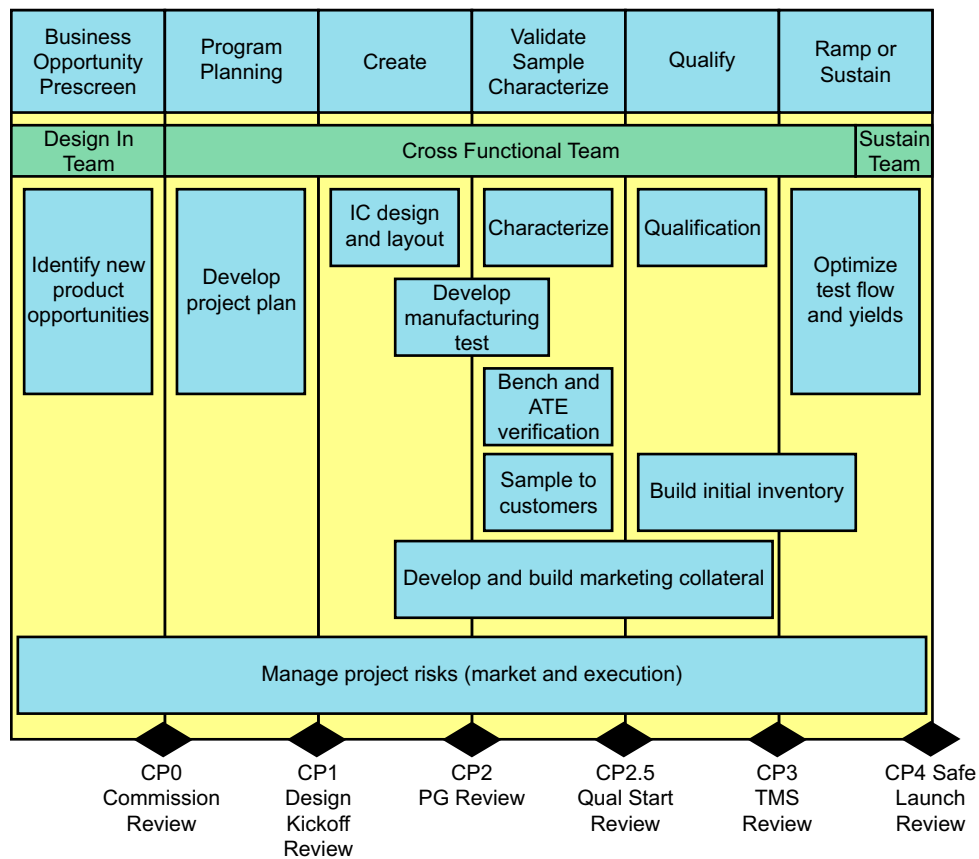 Business
Opportunity
Prescreen
Program
Planning
Create
Validate
Sample
Characterize
Qualify
Ramp or
Sustain
Design In
Team
Cross Functional Team
Sustain
Team
Identify new
product
opportunities
Develop
project plan
IC design
and layout
Characterize
Qualification
Optimize
test flow
and yields
Develop
manufacturing
test
Bench and
ATE
verification
Sample to
customers
Build initial inventory
Develop and build marketing collateral
Manage project risks (market and execution)
CP0
Commission
Review
CP1
Design
Kickoff
Review
CP2
PG Review
CP2.5
Qual Start
Review
CP3
TMS
Review
CP4 Safe
Launch
Review